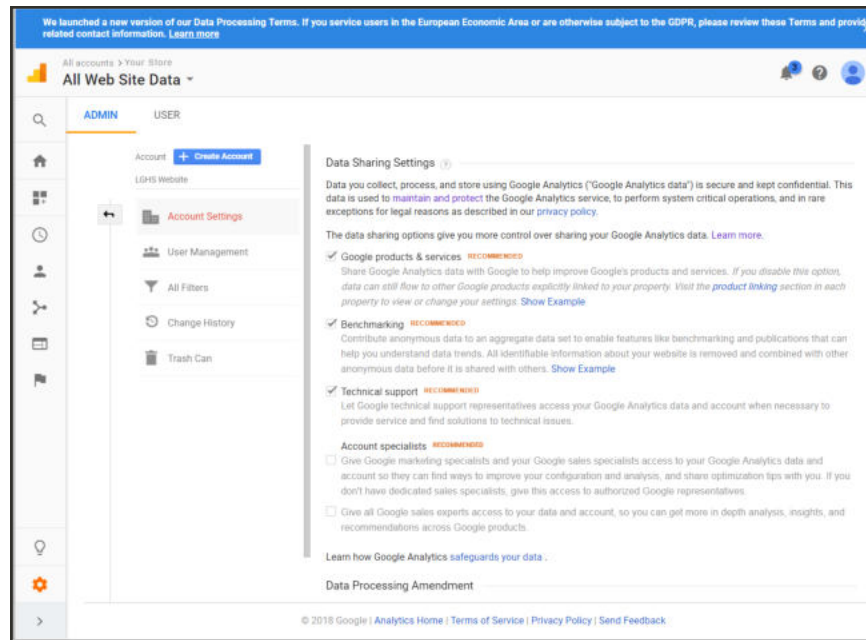 We launched a new version of our Data Processing Terms. If you service users in the European Economic Area or are otherwise subject to the GDPR, please review these Terms and provide
related contact information. Learn more
All accounts > Your Store
All Web Site Data
3
ADMIN USER
Account + Create Account
LGHS Website
Account Settings
User Management
All Filters
Change History
Trash Can
Data Sharing Settings ?
Data you collect, process, and store using Google Analytics ("Google Analytics data") is secure and kept confidential. This
data is used to maintain and protect the Google Analytics service, to perform system critical operations, and in rare
exceptions for legal reasons as described in our privacy policy.
The data sharing options give you more control over sharing your Google Analytics data. Learn more.
Google products & services RECOMMENDED
Share Google Analytics data with Google to help improve Google's products and services. If you disable this option,
data can still flow to other Google products explicitly linked to your property. Visit the product linking section in each
property to view or change your settings. Show Example
Benchmarking RECOMMENDED
Contribute anonymous data to an aggregate data set to enable features like benchmarking and publications that can
help you understand data trends. All identifiable information about your website is removed and combined with other
anonymous data before it is shared with others. Show Example
Technical support RECOMMENDED
Let Google technical support representatives access your Google Analytics data and account when necessary to
provide service and find solutions to technical issues.
Account specialists RECOMMENDED
Give Google marketing specialists and your Google sales specialists access to your Google Analytics data and
account so they can find ways to improve your configuration and analysis, and share optimization tips with you. If you
don't have dedicated sales specialists, give this access to authorized Google representatives.
Give all Google sales experts access to your data and account, so you can get more in depth analysis, insights, and
recommendations across Google products.
Learn how Google Analytics safeguards your data .
Data Processing Amendment
© 2018 Google | Analytics Home | Terms of Service | Privacy Policy | Send Feedback